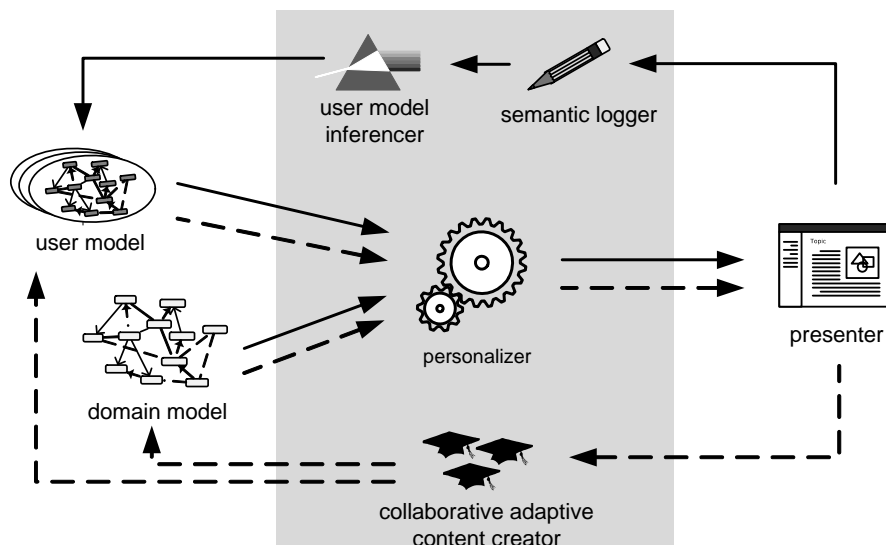 user model
inferencer
semantic logger
user model
Topic
personalizer
presenter
domain model
collaborative adaptive
content creator